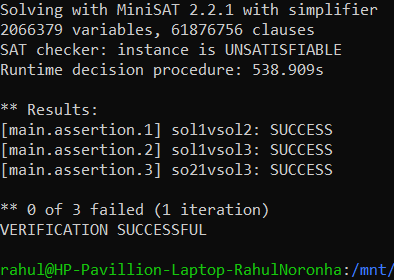 Solving with MiniSAT 2.2.1 with simplifier
2066379 variables, 61876756 clauses
SAT checker: instance is UNSATISFIABLE
Runtime decision procedure: 538.909s
** Results:
[main.assertion.1] sol1vsol2: SUCCESS
[main.assertion.2] sol1vsol3: SUCCESS
[main.assertion.3] so21vsol3: SUCCESS
** 0 of 3 failed (1 iteration)
VERIFICATION SUCCESSFUL
rahul@HP-Pavillion-Laptop-RahulNoronha:/mnt/